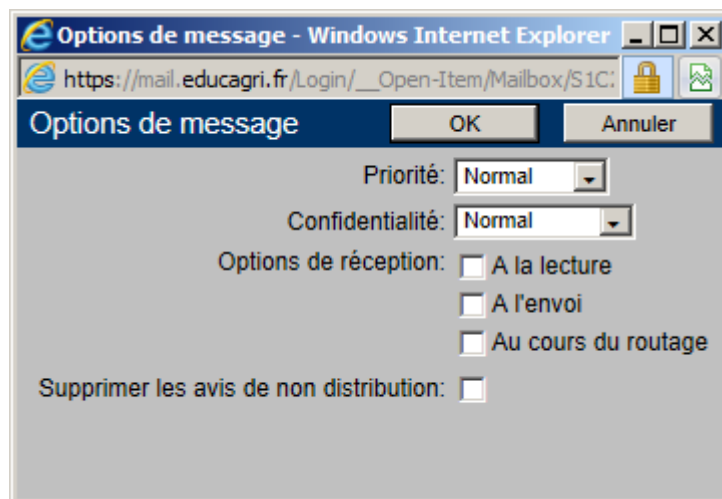 Options de message - Windows Internet Explorer
https://mail.educagri.fr/Login/__Open-Item/Mailbox/S1C
Options de message OK Annuler
Priorité: Normal
Confidentialité: Normal
Options de réception: A la lecture
A l'envoi
Au cours du routage
Supprimer les avis de non distribution: